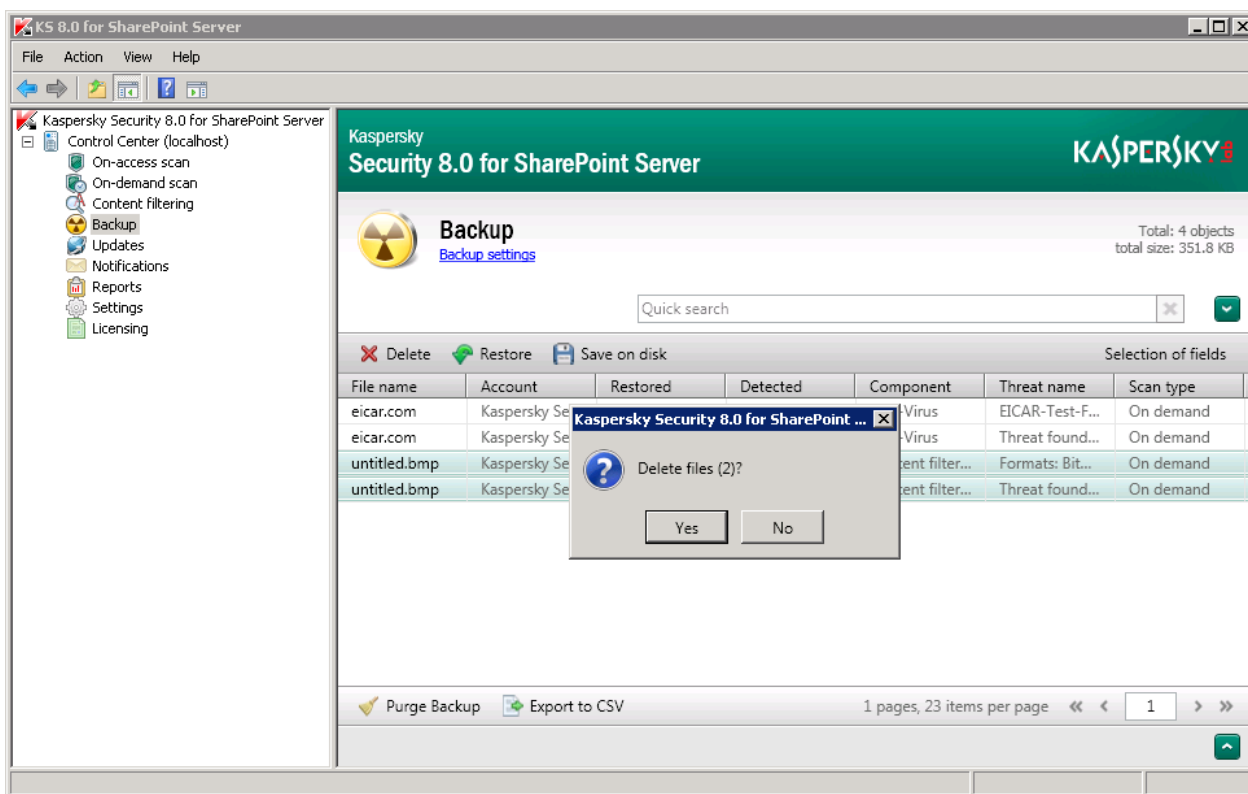 KS 8.0 for SharePoint Server
File Action View Help
Kaspersky Security 8.0 for SharePoint Server
Control Center (localhost)
On-access scan
On-demand scan
Content filtering
Backup
Updates
Notifications
Reports
Settings
Licensing
Kaspersky
Security 8.0 for SharePoint Server
KASPERSKY lab
Backup
Backup settings
Total: 4 objects
total size: 351.8 KB
Quick search
Delete Restore Save on disk Selection of fields
File name Account Restored Detected Component Threat name Scan type
eicar.com Kaspersky Se -Virus EICAR-Test-F... On demand
eicar.com Kaspersky Se -Virus Threat found... On demand
untitled.bmp Kaspersky Se tent filter... Formats: Bit... On demand
untitled.bmp Kaspersky Se tent filter... Threat found... On demand
Kaspersky Security 8.0 for SharePoint ...
Delete files (2)?
Yes No
Purge Backup Export to CSV 1 pages, 23 items per page 1